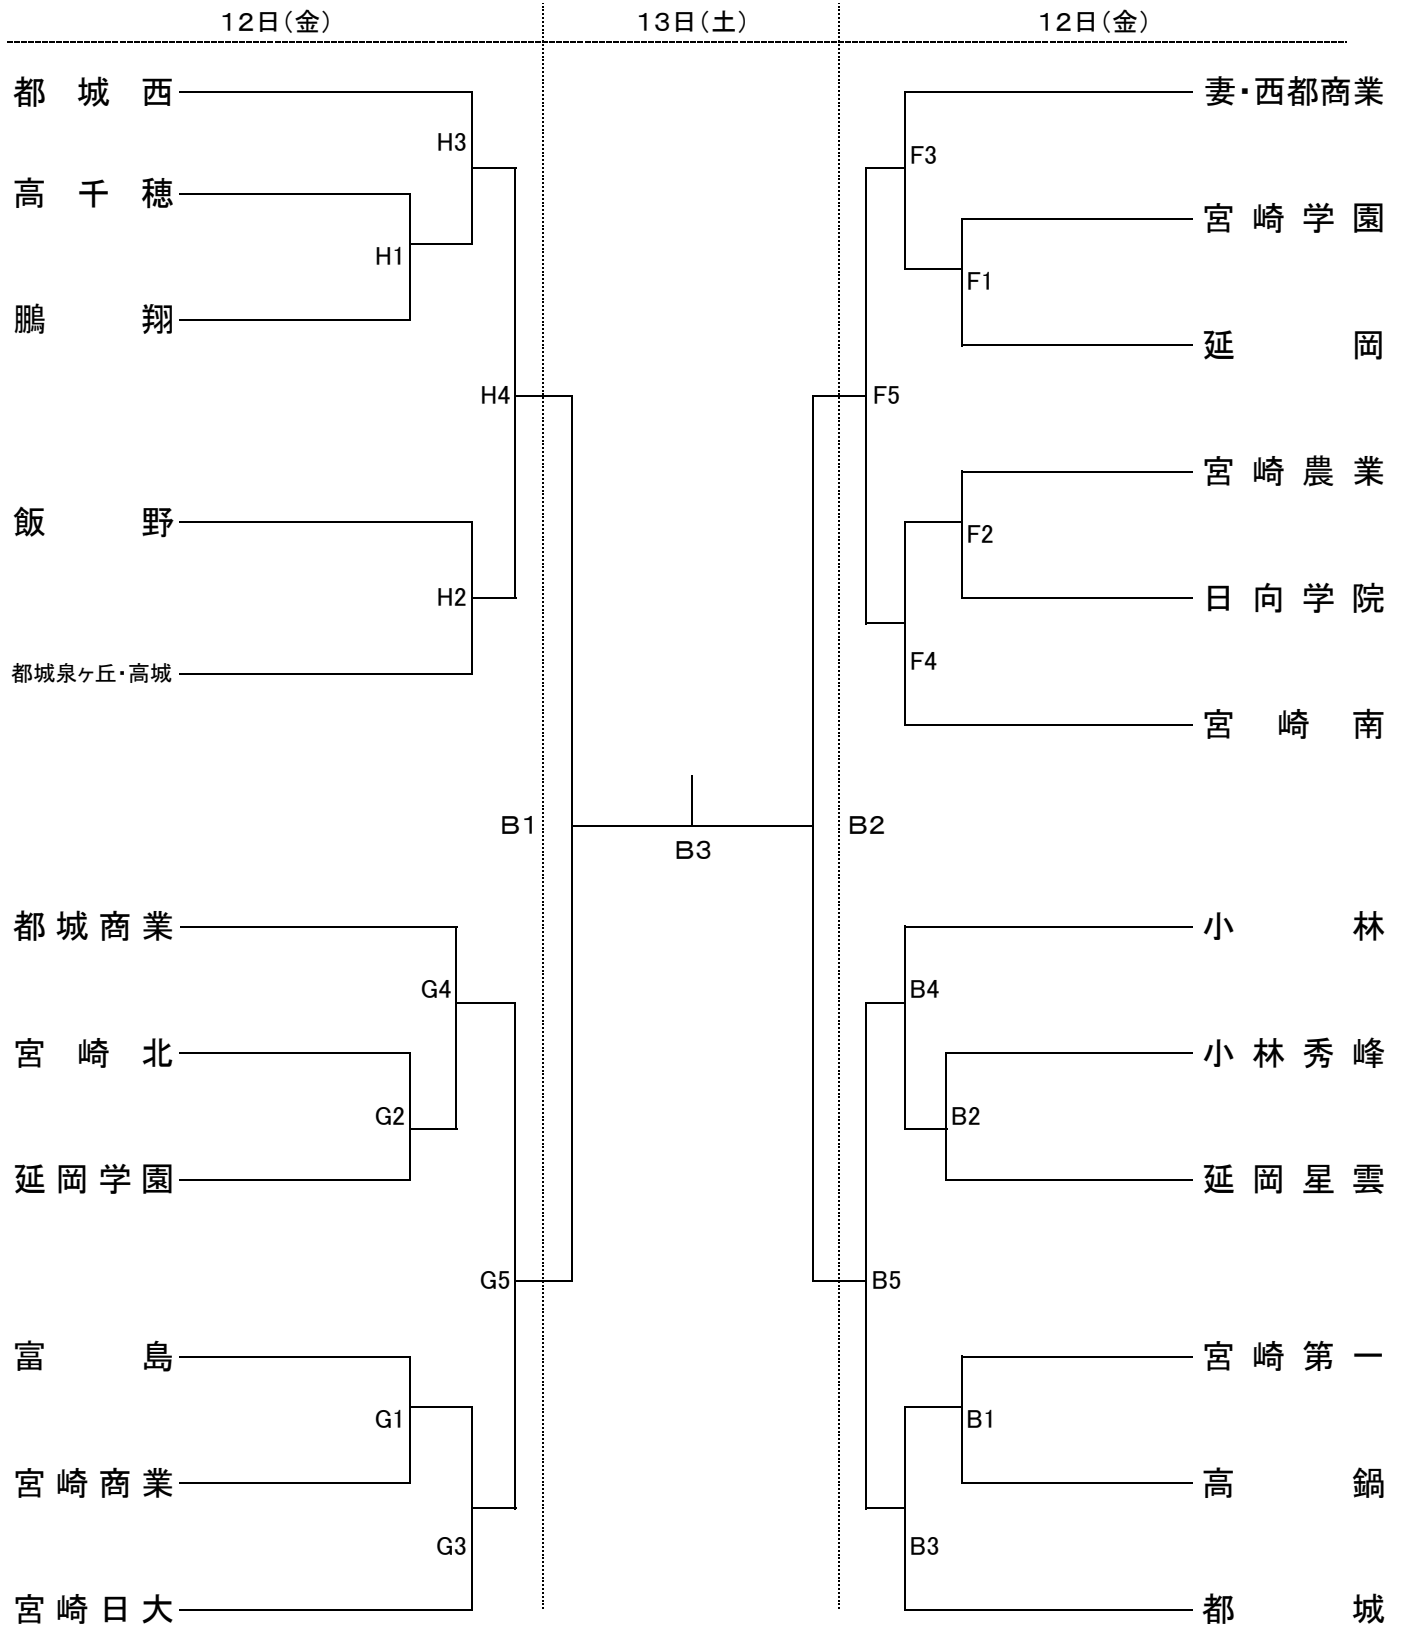 12日(金) 13日(土) 12日(金)
都城西 妻・西都商業
H3 F3
高千穂 宮崎学園
H1 F1
鵬翔 延岡
H4 F5
宮崎農業
飯野 F2
H2 日向学院
都城泉ヶ丘・高城 F4
宮崎南
B1 B2
B3
都城商業 小林
G4 B4
宮崎北 小林秀峰
G2 B2
延岡学園 延岡星雲
G5 B5
富島 宮崎第一
G1 B1
宮崎商業 高鍋
G3 B3
宮崎日大 都城